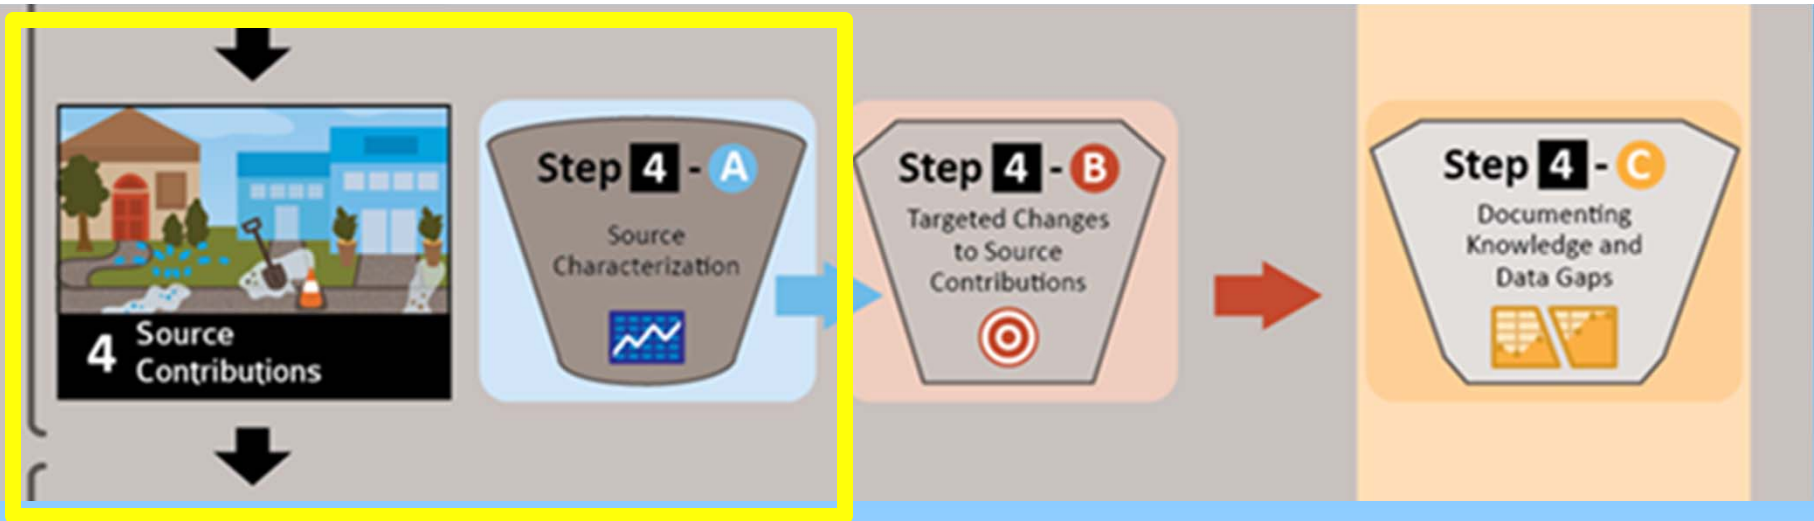 4 Source
Contributions
Step 4 - A
Source
Characterization
Step 4 - B
Targeted Changes
to Source
Contributions
Step 4 - C
Documenting
Knowledge and
Data Gaps